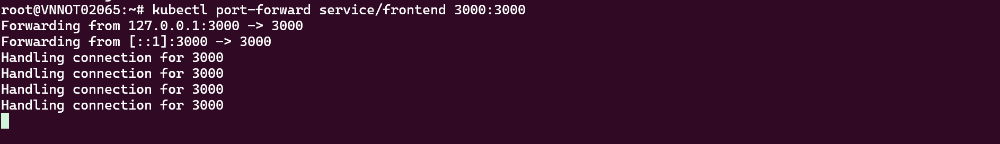 root@VNNOT02065:~# kubectl port-forward service/frontend 3000:3000
Forwarding from 127.0.0.1:3000 -> 3000
Forwarding from [::1]:3000 -> 3000
Handling connection for 3000
Handling connection for 3000
Handling connection for 3000
Handling connection for 3000